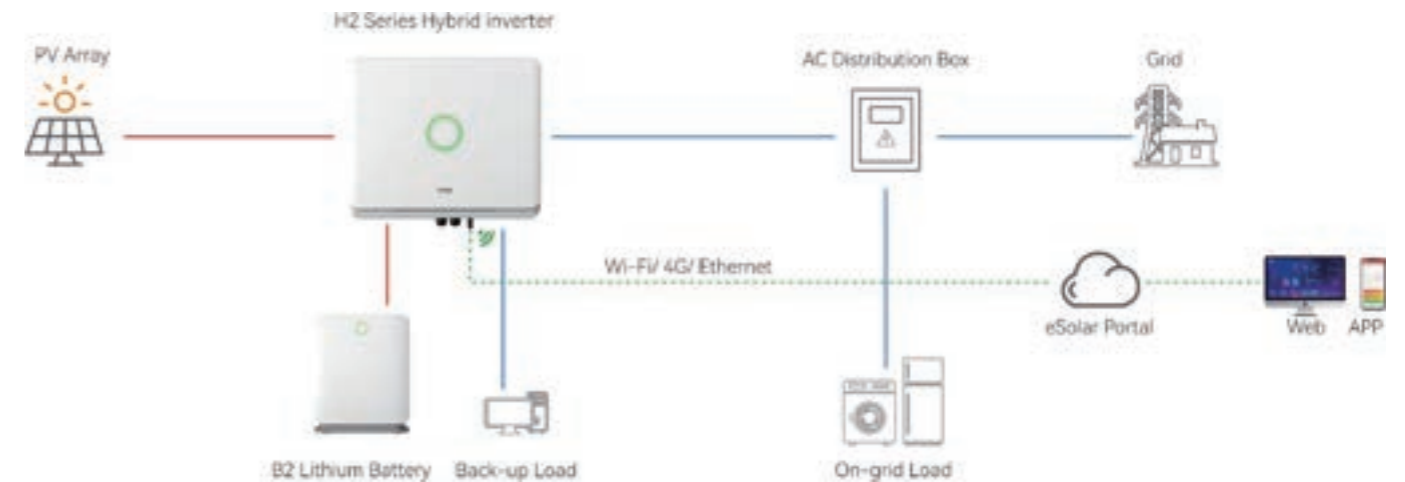 H2 Series Hybrid inverter
PV Array
AC Distribution Box
Grid
Wi-Fi/ 4G/ Ethernet
eSolar Portal
Web
APP
B2 Lithium Battery
Back-up Load
On-grid Load